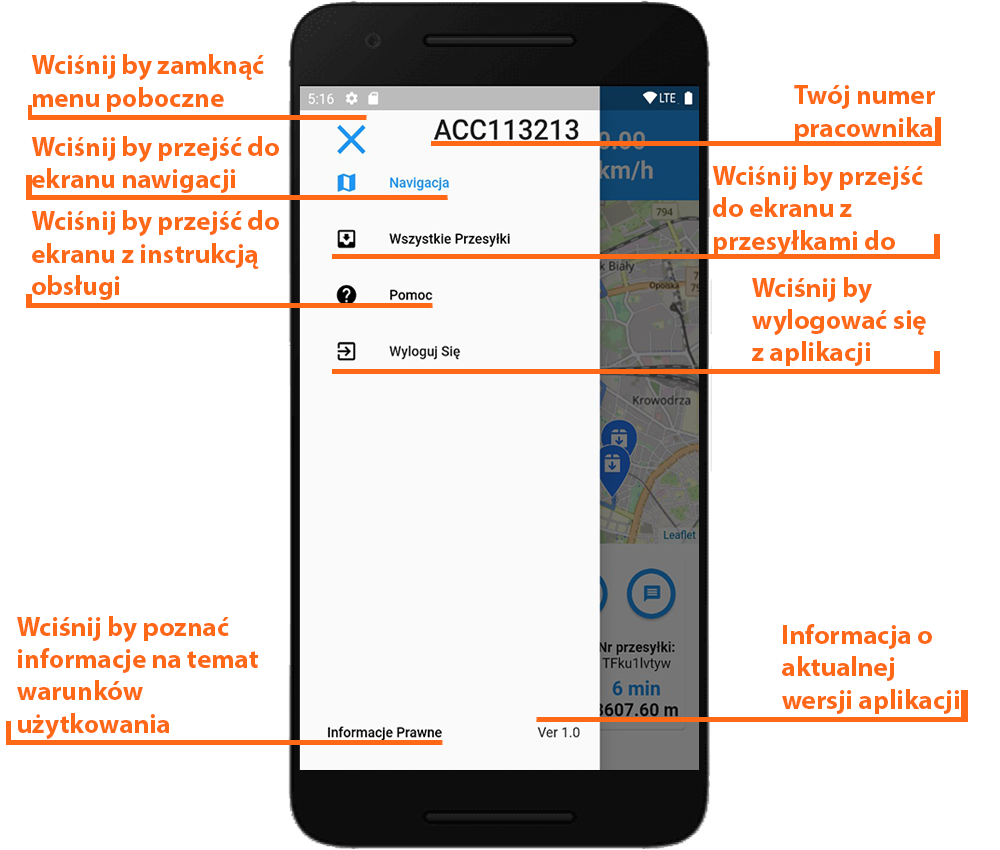 Wciśnij by zamknąć
menu poboczne
Wciśnij by przejść do
ekranu nawigacji
Wciśnij by przejść do
ekranu z instrukcją
obsługi
Wciśnij by poznać
informacje na temat
warunków
użytkowania
5:16
LTE
ACC113213
Navigacja
Wszystkie Przesyłki
Pomoc
Wyloguj Się
Informacje Prawne
Ver 1.0
0.00
km/h
794
k Biały
Opolska
Krowodrza
Leaflet
Nr przesyłki:
TFku1lvtyw
6 min
3607.60 m
Twój numer
pracownika
Wciśnij by przejść
do ekranu z
przesyłkami do
Wciśnij by
wylogować się
z aplikacji
Informacja o
aktualnej
wersji aplikacji